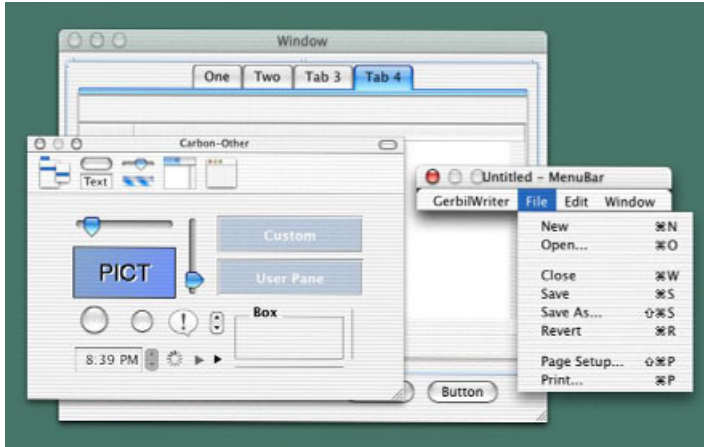 Window
One Two Tab 3 Tab 4
Carbon-Other
Text
Custom
PICT
User Pane
Box
8:39 PM
Button
Untitled - MenuBar
GerbilWriter File Edit Window
New ⌘N
Open... ⌘O
Close ⌘W
Save ⌘S
Save As... ⇧⌘S
Revert ⌘R
Page Setup... ⇧⌘P
Print... ⌘P